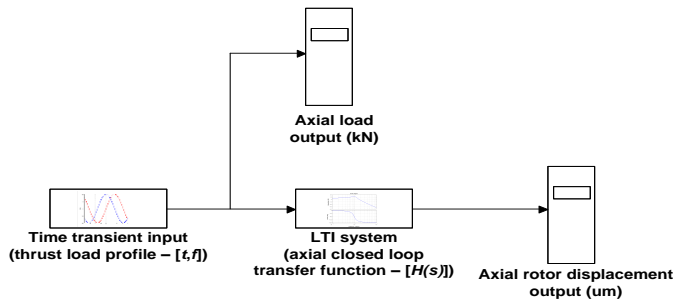 Axial load
output (kN)
Time transient input
(thrust load profile – [t,f])
LTI system
(axial closed loop
transfer function – [H(s)])
Axial rotor displacement
output (um)